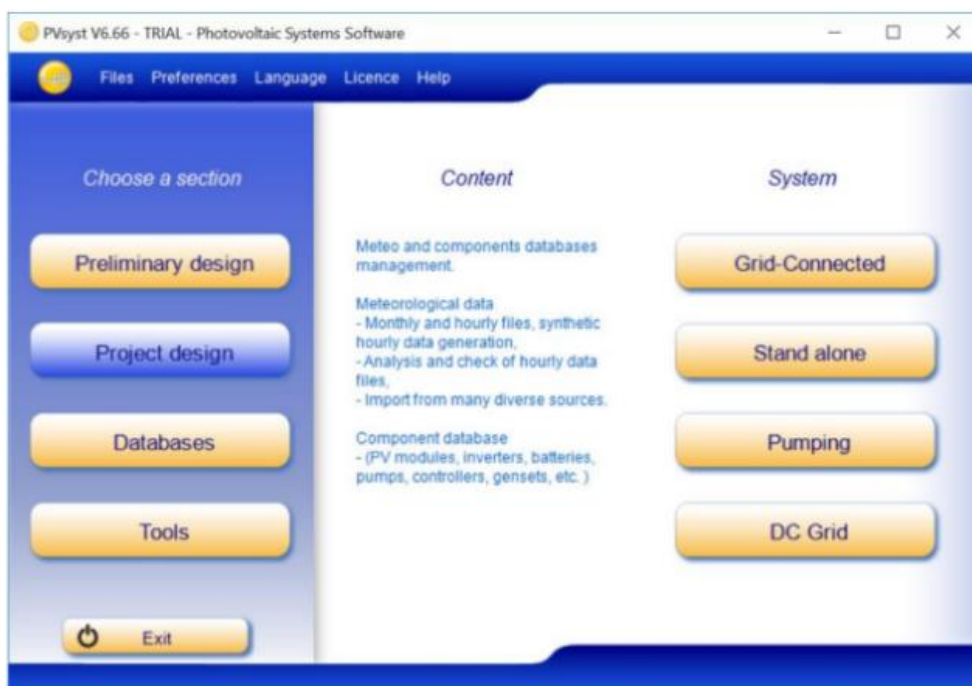 PVsyst V6.66 - TRIAL - Photovoltaic Systems Software
Files Preferences Language Licence Help
Choose a section
Preliminary design
Project design
Databases
Tools
Exit
Content
Meteo and components databases
management.
Meteorological data
- Monthly and hourly files, synthetic
hourly data generation,
- Analysis and check of hourly data
files,
- Import from many diverse sources.
Component database
- (PV modules, inverters, batteries,
pumps, controllers, gensets, etc. )
System
Grid-Connected
Stand alone
Pumping
DC Grid